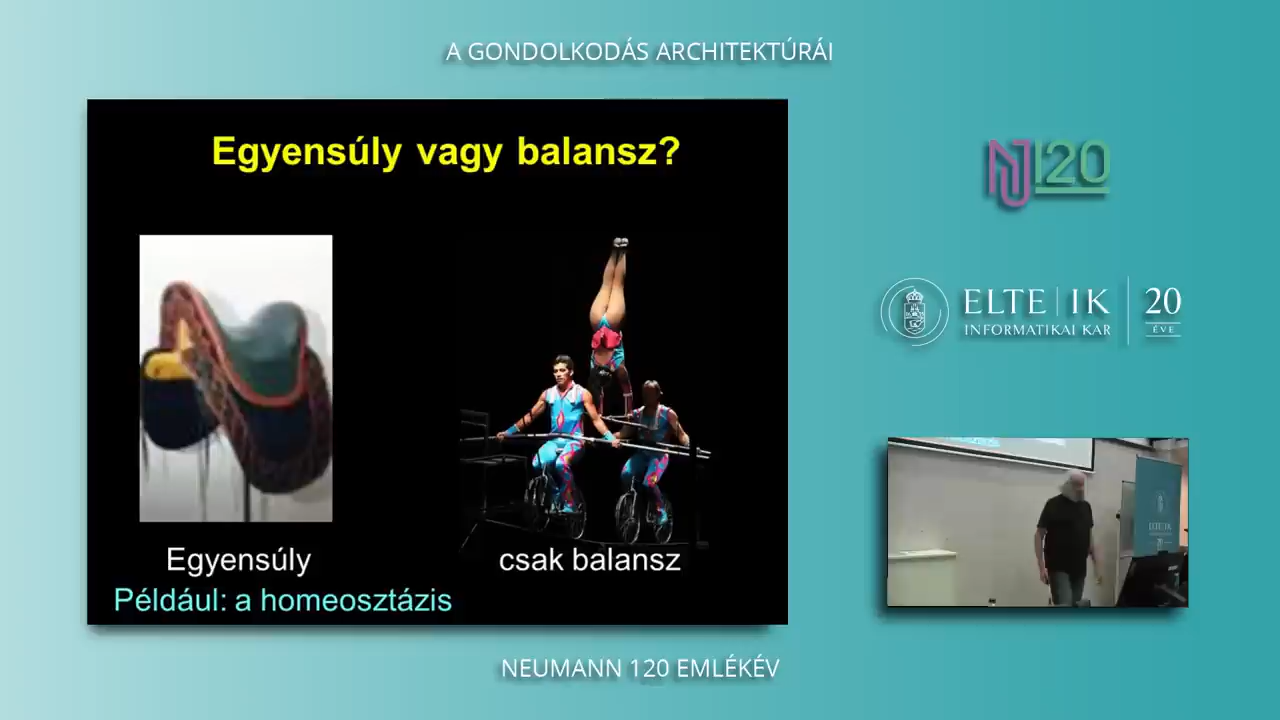 A GONDOLKODÁS ARCHITEKTÚRÁI
Egyensúly vagy balansz?
Egyensúly
csak balansz
Például: a homeosztázis
NJ120
ELTE | IK
INFORMATIKAI KAR
20
ÉVE
NEUMANN 120 EMLÉKÉV